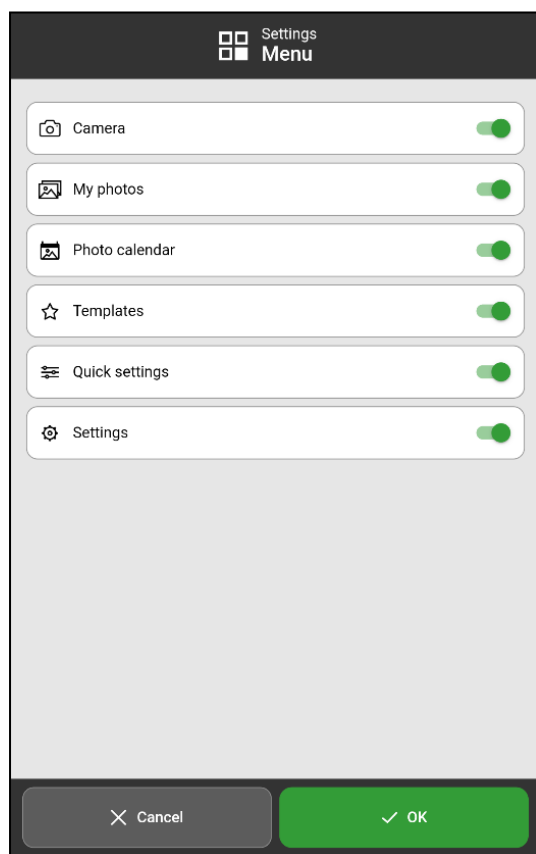 Settings
Menu
Camera
My photos
Photo calendar
Templates
Quick settings
Settings
Cancel
OK